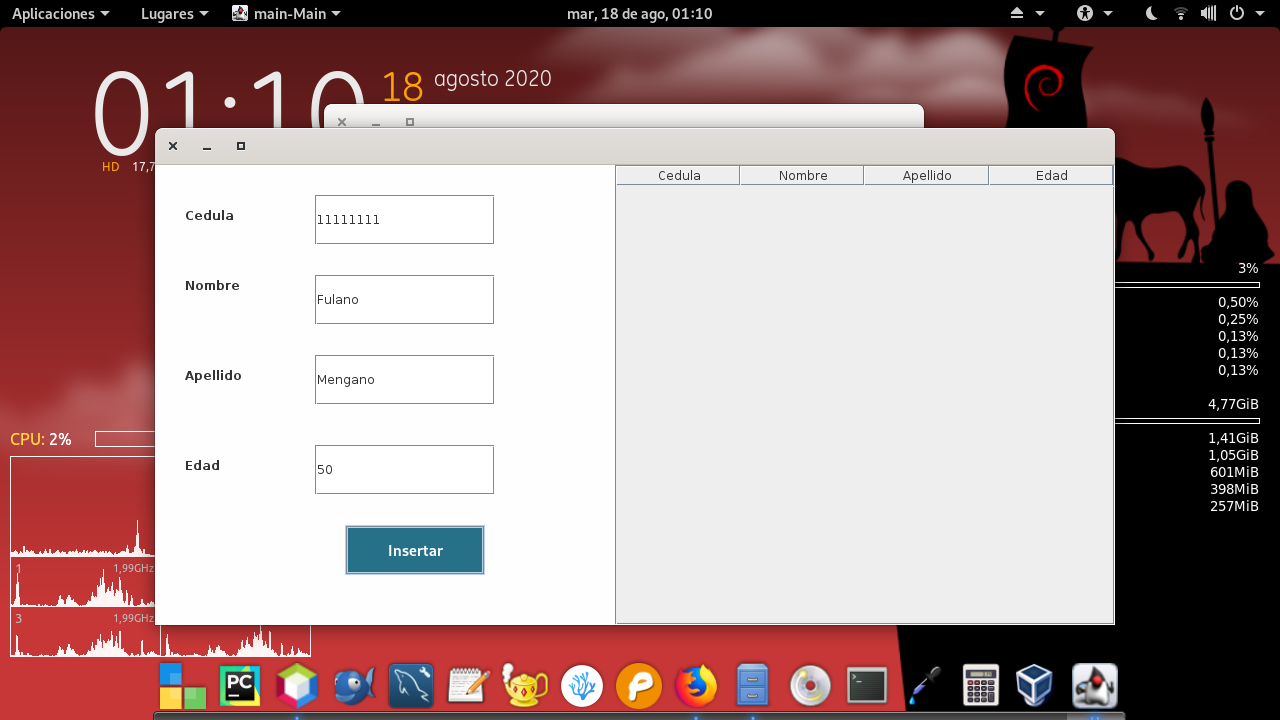 Aplicaciones Lugares main-Main mar, 18 de ago, 01:10
01:10 18 agosto 2020
HD 17,7
Cedula Nombre Apellido Edad
Cedula 11111111
Nombre Fulano
Apellido Mengano
Edad 50
Insertar
3%
0,50%
0,25%
0,13%
0,13%
0,13%
4,77GiB
1,41GiB
1,05GiB
601MiB
398MiB
257MiB
CPU: 2%
1 1,99GHz
3 1,99GHz
PC